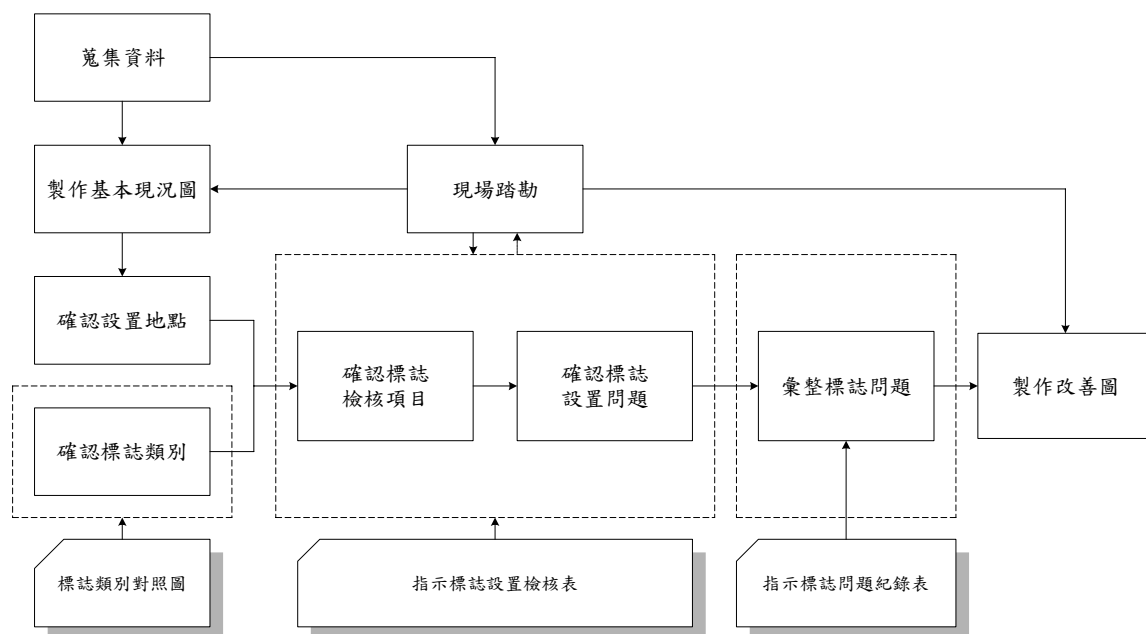 蒐集資料
製作基本現況圖
現場踏勘
確認設置地點
確認標誌
檢核項目
確認標誌
設置問題
彙整標誌問題
製作改善圖
確認標誌類別
標誌類別對照圖
指示標誌設置檢核表
指示標誌問題紀錄表